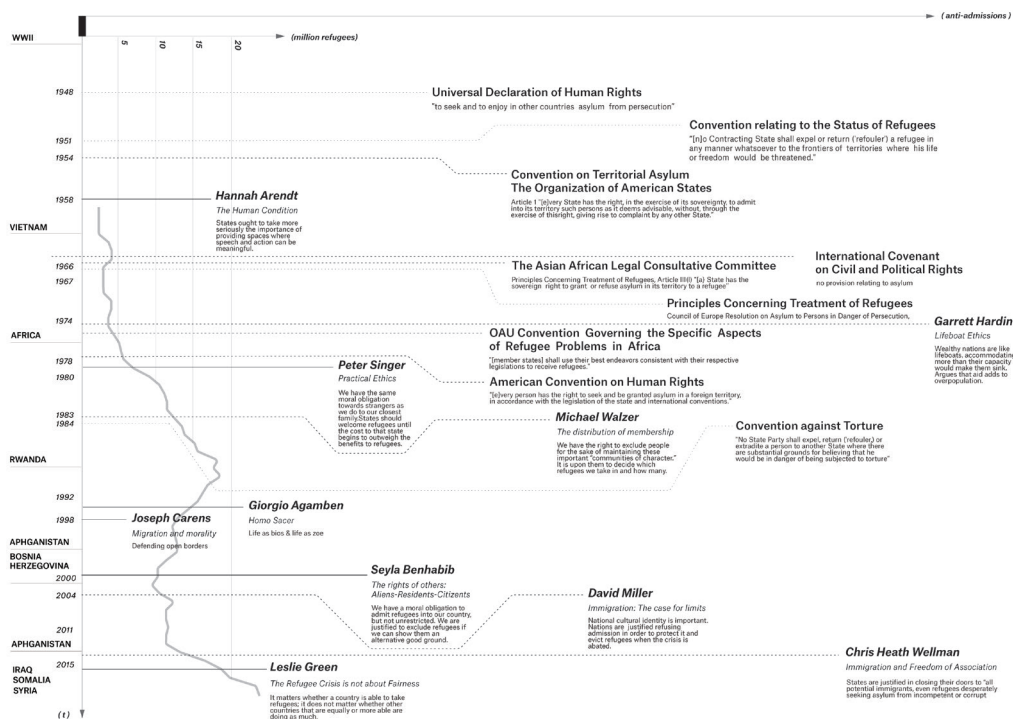 ( anti-admissions )
(million refugees)
WWII
5
10
15
20
1948
Universal Declaration of Human Rights
"to seek and to enjoy in other countries asylum from persecution"
Convention relating to the Status of Refugees
"[n]o Contracting State shall expel or return ('refouler') a refugee in
any manner whatsoever to the frontiers of territories where his life
or freedom would be threatened."
1951
1954
Convention on Territorial Asylum
The Organization of American States
Article 1 "[e]very State has the right, in the exercise of its sovereignty, to admit
into its territory such persons as it deems advisable, without, through the
exercise of thisright, giving rise to complaint by any other State."
1958
Hannah Arendt
The Human Condition
States ought to take more
seriously the importance of
providing spaces where
speech and action can be
meaningful.
VIETNAM
International Covenant
on Civil and Political Rights
no provision relating to asylum
1966
1967
The Asian African Legal Consultative Committee
Principles Concerning Treatment of Refugees, Article III(I) "[a] State has the
sovereign right to grant or refuse asylum in its territory to a refugee"
Principles Concerning Treatment of Refugees
Council of Europe Resolution on Asylum to Persons in Danger of Persecution,
1974
Garrett Hardin
Lifeboat Ethics
Wealthy nations are like
lifeboats, accommodating
more than their capacity
would make them sink.
Argues that aid adds to
overpopulation.
AFRICA
OAU Convention Governing the Specific Aspects
of Refugee Problems in Africa
"[member states] shall use their best endeavors consistent with their respective
legislations to receive refugees."
1978
1980
Peter Singer
Practical Ethics
We have the same
moral obligation
towards strangers as
we do to our closest
family.States should
welcome refugees until
the cost to that state
begins to outweigh the
benefits to refugees.
American Convention on Human Rights
"[e]very person has the right to seek and be granted asylum in a foreign territory,
in accordance with the legislation of the state and international conventions."
1983
1984
Michael Walzer
The distribution of membership
We have the right to exclude people
for the sake of maintaining these
important "communities of character."
It is upon them to decide which
refugees we take in and how many.
Convention against Torture
"No State Party shall expel, return ('refouler,) or
extradite a person to another State where there
are substantial grounds for believing that he
would be in danger of being subjected to torture"
RWANDA
1992
1998
Giorgio Agamben
Homo Sacer
Life as bios & life as zoe
Joseph Carens
Migration and morality
Defending open borders
APHGANISTAN
BOSNIA
HERZEGOVINA
2000
2004
Seyla Benhabib
The rights of others:
Aliens-Residents-Citizens
We have a moral obligation to
admit refugees into our country,
but not unrestricted. We are
justified to exclude refugees if
we can show them an
alternative good ground.
David Miller
Immigration: The case for limits
National cultural identity is important.
Nations are justified refusing
admission in order to protect it and
evict refugees when the crisis is
abated.
2011
APHGANISTAN
2015
IRAQ
SOMALIA
SYRIA
Leslie Green
The Refugee Crisis is not about Fairness
It matters whether a country is able to take
refugees; it does not matter whether other
countries that are equally or more able are
doing as much.
Chris Heath Wellman
Immigration and Freedom of Association
States are justified in closing their doors to "all
potential immigrants, even refugees desperately
seeking asylum from incompetent or corrupt
(t)